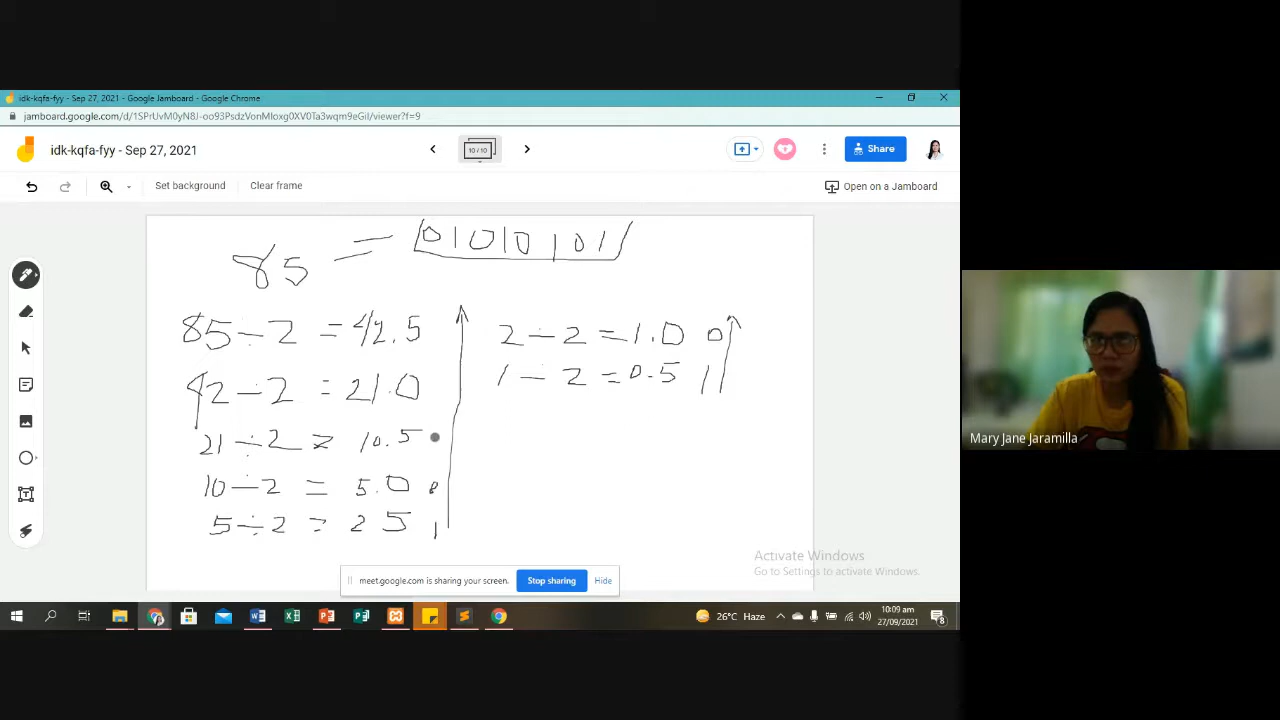 idk-kqfa-fyy - Sep 27, 2021 - Google Jamboard - Google Chrome
jamboard.google.com/d/1SPrUvM0yN8J-oo93PsdzVonMIoxg0XV0Ta3wqm9eGiI/viewer?f=9
idk-kqfa-fyy - Sep 27, 2021
10 / 10
Share
Set background
Clear frame
Open on a Jamboard
85 = 01010101
85 ÷ 2 = 42.5
42 ÷ 2 = 21.0
21 ÷ 2 = 10.5
10 ÷ 2 = 5.0 0
5 ÷ 2 = 2 5 1
2 ÷ 2 = 1.0 0
1 ÷ 2 = 0.5 1
Mary Jane Jaramilla
Activate Windows
Go to Settings to activate Windows.
meet.google.com is sharing your screen.
Stop sharing
Hide
26°C Haze
10:09 am
27/09/2021
8